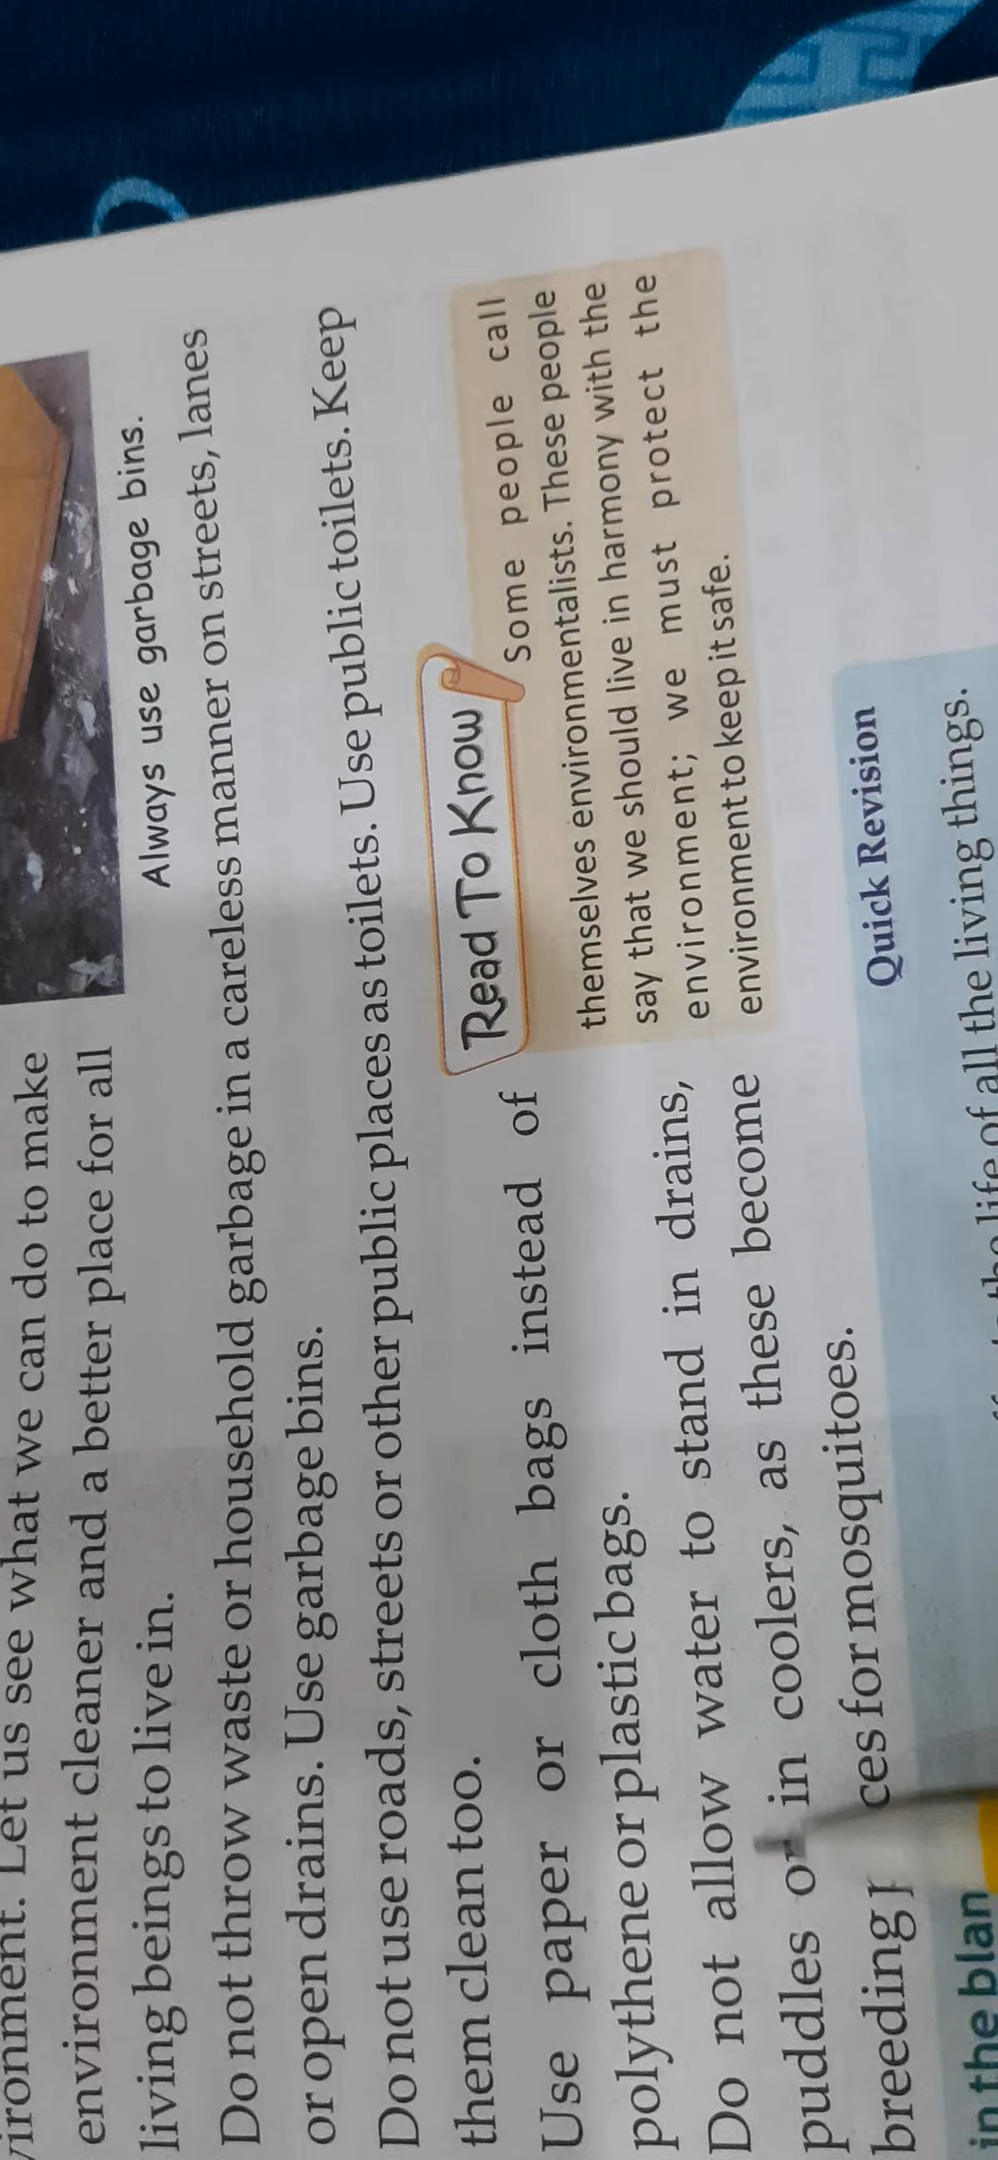 Let us see what we can do to make
environment cleaner and a better place for all
living beings to live in.
Always use garbage bins.
Do not throw waste or household garbage in a careless manner on streets, lanes
or open drains. Use garbage bins.
Do not use roads, streets or other public places as toilets. Use public toilets. Keep
them clean too.
Use paper or cloth bags instead of
polythene or plastic bags.
Do not allow water to stand in drains,
puddles or in coolers, as these become
breeding for mosquitoes.
Read To Know
Some people call
themselves environmentalists. These people
say that we should live in harmony with the
environment; we must protect the
environment to keep it safe.
Quick Revision
in the
life of all the living things.